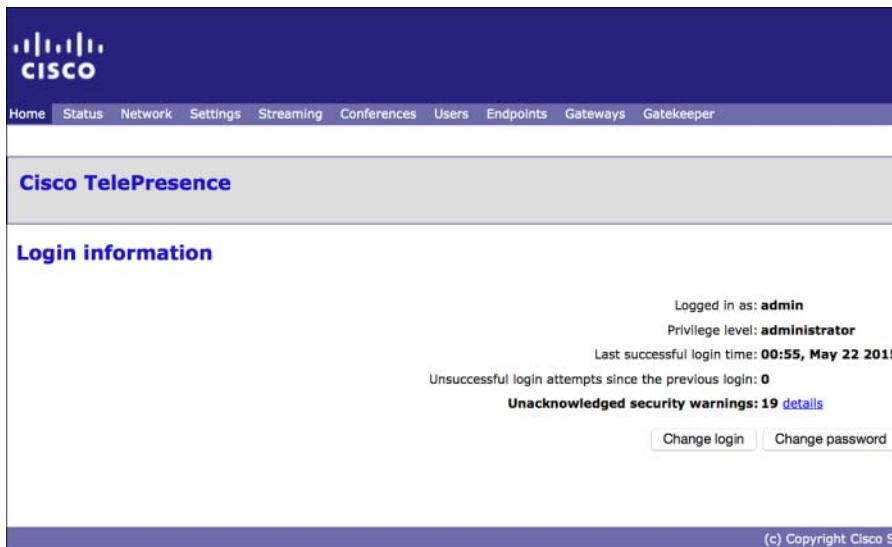 CISCO
Home Status Network Settings Streaming Conferences Users Endpoints Gateways Gatekeeper
Cisco TelePresence
Login information
Logged in as: admin
Privilege level: administrator
Last successful login time: 00:55, May 22 2015
Unsuccessful login attempts since the previous login: 0
Unacknowledged security warnings: 19 details
Change login Change password
(c) Copyright Cisco S